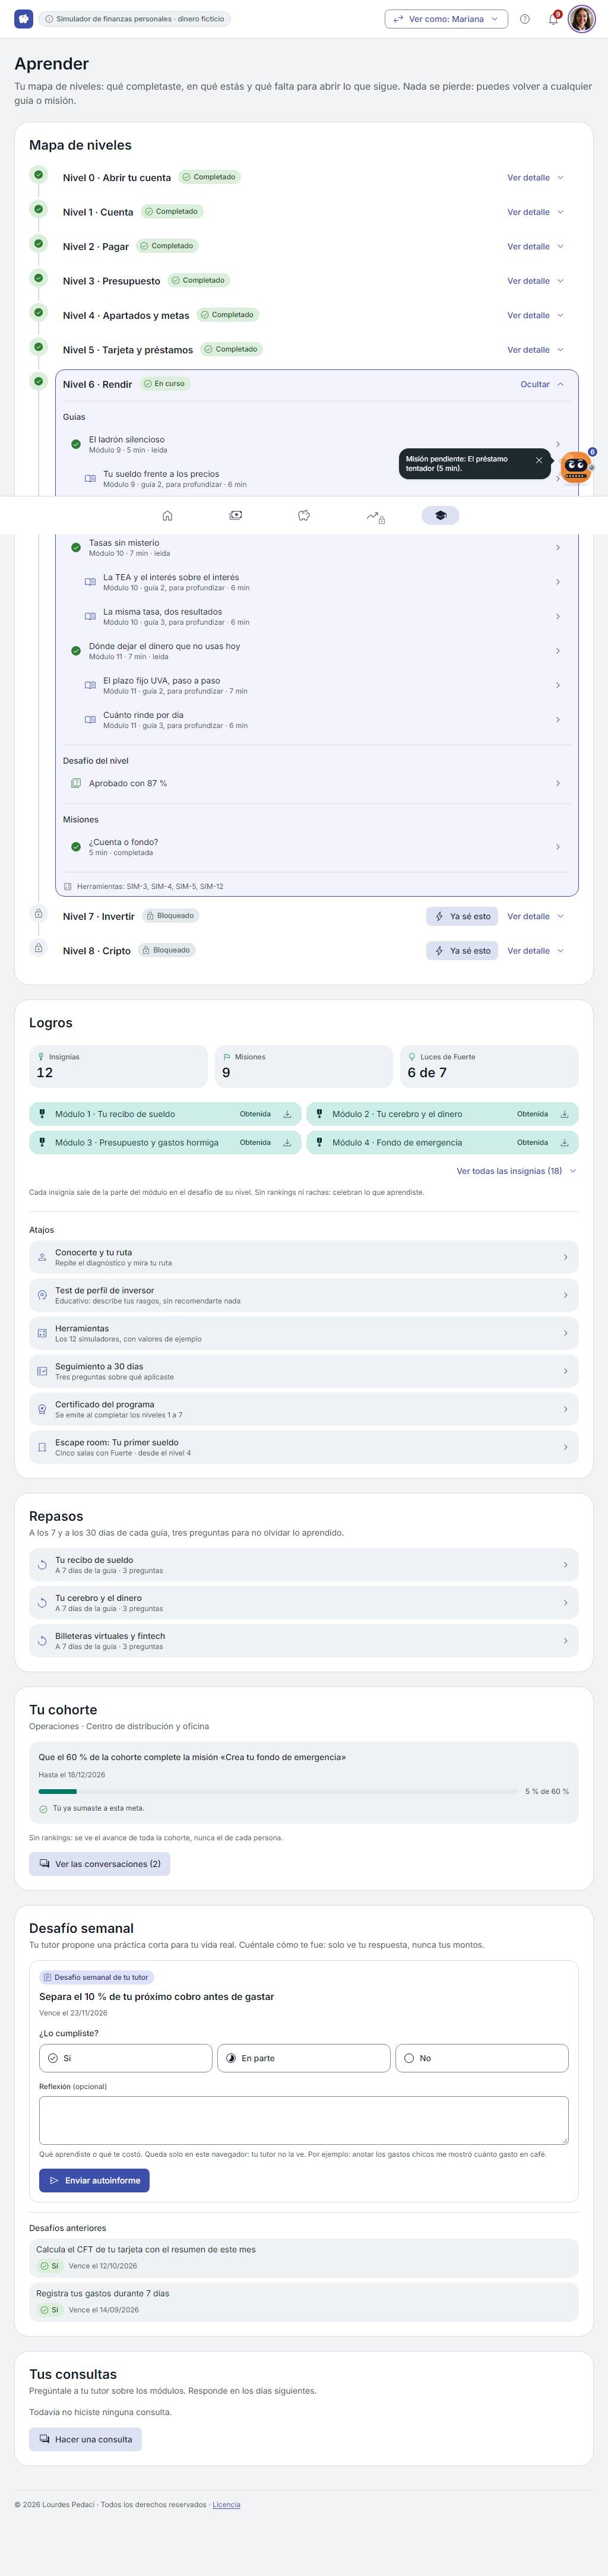 Simulador de finanzas personales · dinero ficticio
Ver como: Mariana
9
Aprender
Tu mapa de niveles: qué completaste, en qué estás y qué falta para abrir lo que sigue. Nada se pierde: puedes volver a cualquier
guía o misión.
Mapa de niveles
Nivel 0 · Abrir tu cuenta
Completado
Ver detalle
Nivel 1 · Cuenta
Completado
Ver detalle
Nivel 2 · Pagar
Completado
Ver detalle
Nivel 3 · Presupuesto
Completado
Ver detalle
Nivel 4 · Apartados y metas
Completado
Ver detalle
Nivel 5 · Tarjeta y préstamos
Completado
Ver detalle
Nivel 6 · Rendir
En curso
Ocultar
Guías
El ladrón silencioso
Módulo 9 · 5 min · leída
Misión pendiente: El préstamo
tentador (5 min).
6
Tu sueldo frente a los precios
Módulo 9 · guía 2, para profundizar · 6 min
Tasas sin misterio
Módulo 10 · 7 min · leída
La TEA y el interés sobre el interés
Módulo 10 · guía 2, para profundizar · 6 min
La misma tasa, dos resultados
Módulo 10 · guía 3, para profundizar · 6 min
Dónde dejar el dinero que no usas hoy
Módulo 11 · 7 min · leída
El plazo fijo UVA, paso a paso
Módulo 11 · guía 2, para profundizar · 7 min
Cuánto rinde por día
Módulo 11 · guía 3, para profundizar · 6 min
Desafío del nivel
Aprobado con 87 %
Misiones
¿Cuenta o fondo?
5 min · completada
Herramientas: SIM-3, SIM-4, SIM-5, SIM-12
Nivel 7 · Invertir
Bloqueado
Ya sé esto
Ver detalle
Nivel 8 · Cripto
Bloqueado
Ya sé esto
Ver detalle
Logros
Insignias
12
Misiones
9
Luces de Fuerte
6 de 7
Módulo 1 · Tu recibo de sueldo
Obtenida
Módulo 2 · Tu cerebro y el dinero
Obtenida
Módulo 3 · Presupuesto y gastos hormiga
Obtenida
Módulo 4 · Fondo de emergencia
Obtenida
Ver todas las insignias (18)
Cada insignia sale de la parte del módulo en el desafío de su nivel. Sin rankings ni rachas: celebran lo que aprendiste.
Atajos
Conocerte y tu ruta
Repite el diagnóstico y mira tu ruta
Test de perfil de inversor
Educativo: describe tus rasgos, sin recomendarte nada
Herramientas
Los 12 simuladores, con valores de ejemplo
Seguimiento a 30 días
Tres preguntas sobre qué aplicaste
Certificado del programa
Se emite al completar los niveles 1 a 7
Escape room: Tu primer sueldo
Cinco salas con Fuerte · desde el nivel 4
Repasos
A los 7 y a los 30 días de cada guía, tres preguntas para no olvidar lo aprendido.
Tu recibo de sueldo
A 7 días de la guía · 3 preguntas
Tu cerebro y el dinero
A 7 días de la guía · 3 preguntas
Billeteras virtuales y fintech
A 7 días de la guía · 3 preguntas
Tu cohorte
Operaciones · Centro de distribución y oficina
Que el 60 % de la cohorte complete la misión «Crea tu fondo de emergencia»
Hasta el 18/12/2026
5 % de 60 %
Tú ya sumaste a esta meta.
Sin rankings: se ve el avance de toda la cohorte, nunca el de cada persona.
Ver las conversaciones (2)
Desafío semanal
Tu tutor propone una práctica corta para tu vida real. Cuéntale cómo te fue: solo ve tu respuesta, nunca tus montos.
Desafío semanal de tu tutor
Separa el 10 % de tu próximo cobro antes de gastar
Vence el 23/11/2026
¿Lo cumpliste?
Sí
En parte
No
Reflexión (opcional)
Qué aprendiste o qué te costó. Queda solo en este navegador: tu tutor no la ve. Por ejemplo: anotar los gastos chicos me mostró cuánto gasto en café.
Enviar autoinforme
Desafíos anteriores
Calcula el CFT de tu tarjeta con el resumen de este mes
Sí
Vence el 12/10/2026
Registra tus gastos durante 7 días
Sí
Vence el 14/09/2026
Tus consultas
Pregúntale a tu tutor sobre los módulos. Responde en los días siguientes.
Todavía no hiciste ninguna consulta.
Hacer una consulta
© 2026 Lourdes Pedaci · Todos los derechos reservados · Licencia